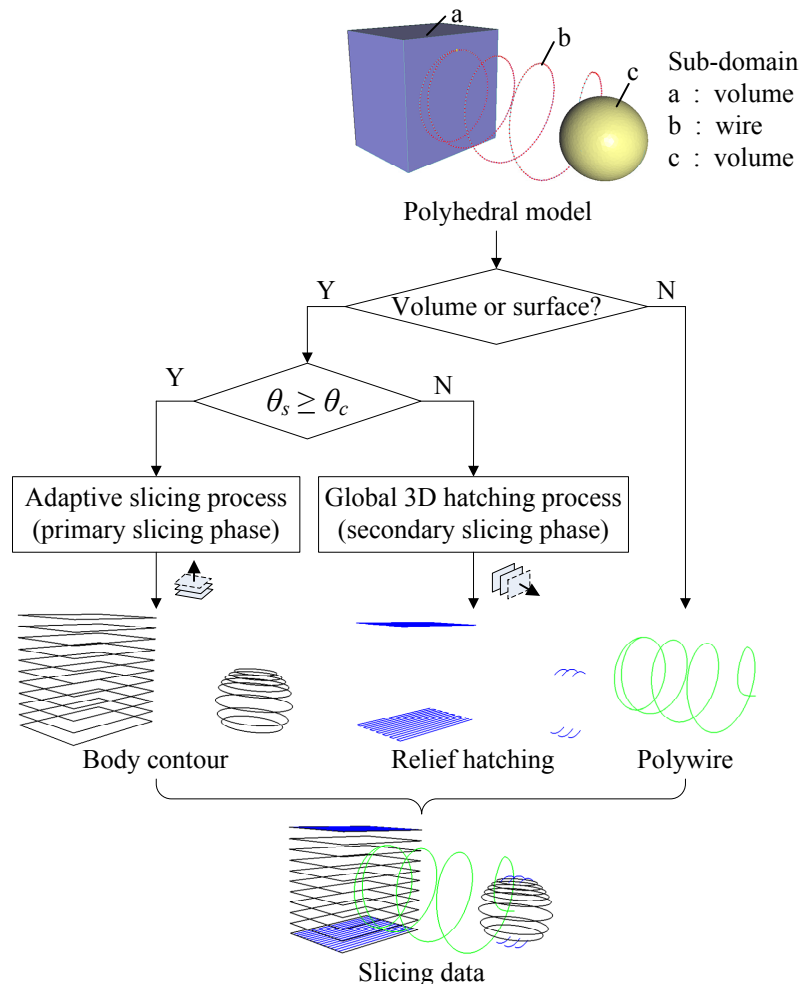 a
b
c
Sub-domain
a : volume
b : wire
c : volume
Polyhedral model
Y
Volume or surface?
N
Y
θs ≥ θc
N
Adaptive slicing process
(primary slicing phase)
Global 3D hatching process
(secondary slicing phase)
Body contour
Relief hatching
Polywire
Slicing data